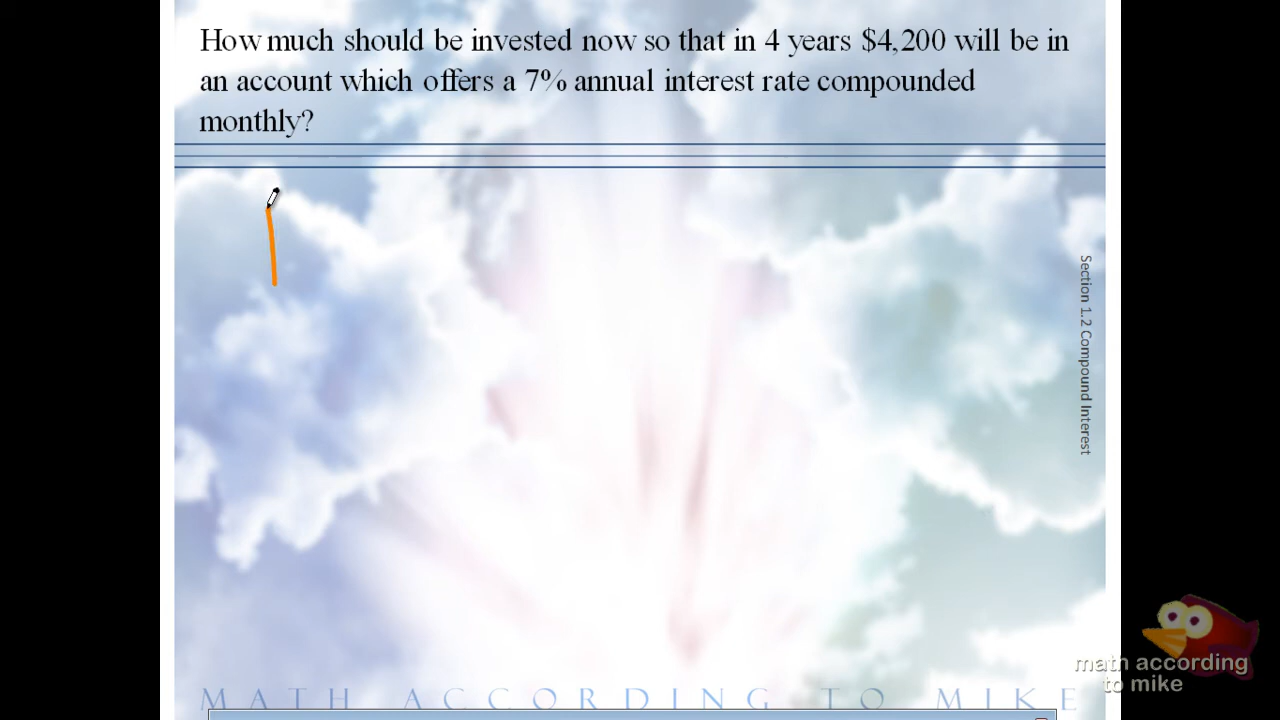 How much should be invested now so that in 4 years $4,200 will be in
an account which offers a 7% annual interest rate compounded
monthly?
Section 1.2 Compound Interest
math according
to mike
MATH ACCORDING TO MIKE